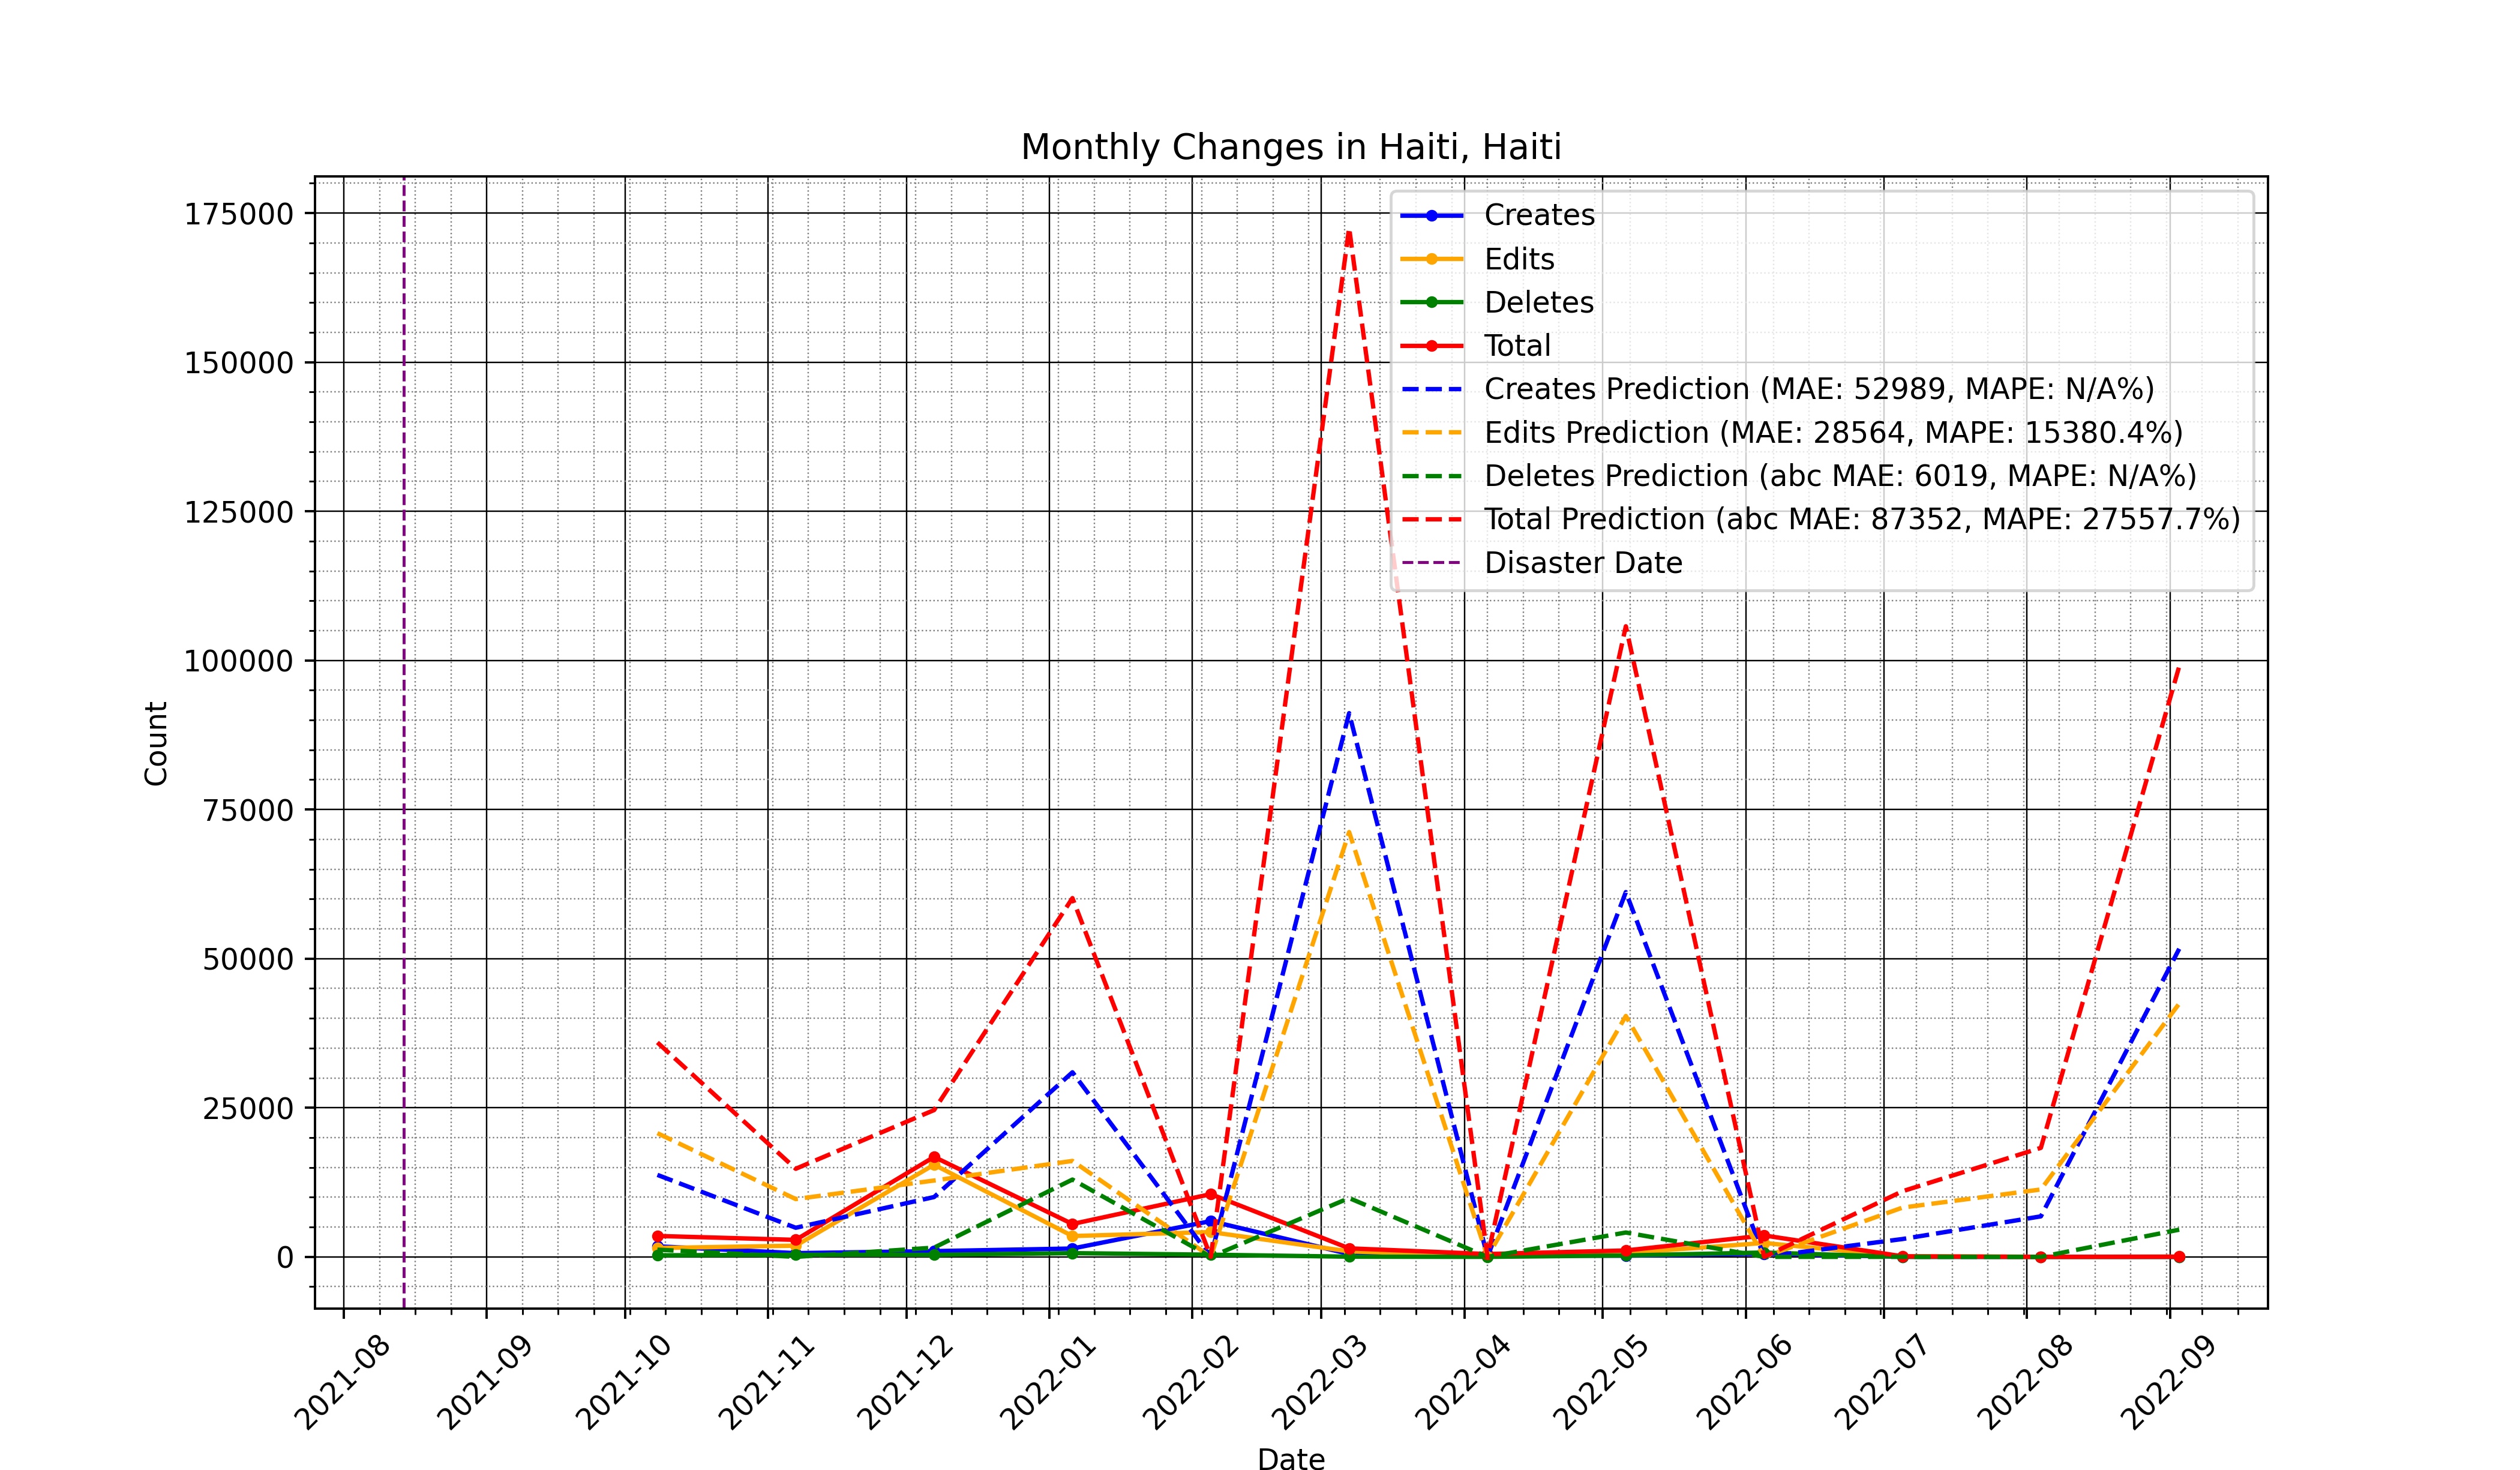 Monthly Changes in Haiti, Haiti
Count
175000
150000
125000
100000
75000
50000
25000
0
Creates
Edits
Deletes
Total
Creates Prediction (MAE: 52989, MAPE: N/A%)
Edits Prediction (MAE: 28564, MAPE: 15380.4%)
Deletes Prediction (abc MAE: 6019, MAPE: N/A%)
Total Prediction (abc MAE: 87352, MAPE: 27557.7%)
Disaster Date
2021-08
2021-09
2021-10
2021-11
2021-12
2022-01
2022-02
2022-03
2022-04
2022-05
2022-06
2022-07
2022-08
2022-09
Date